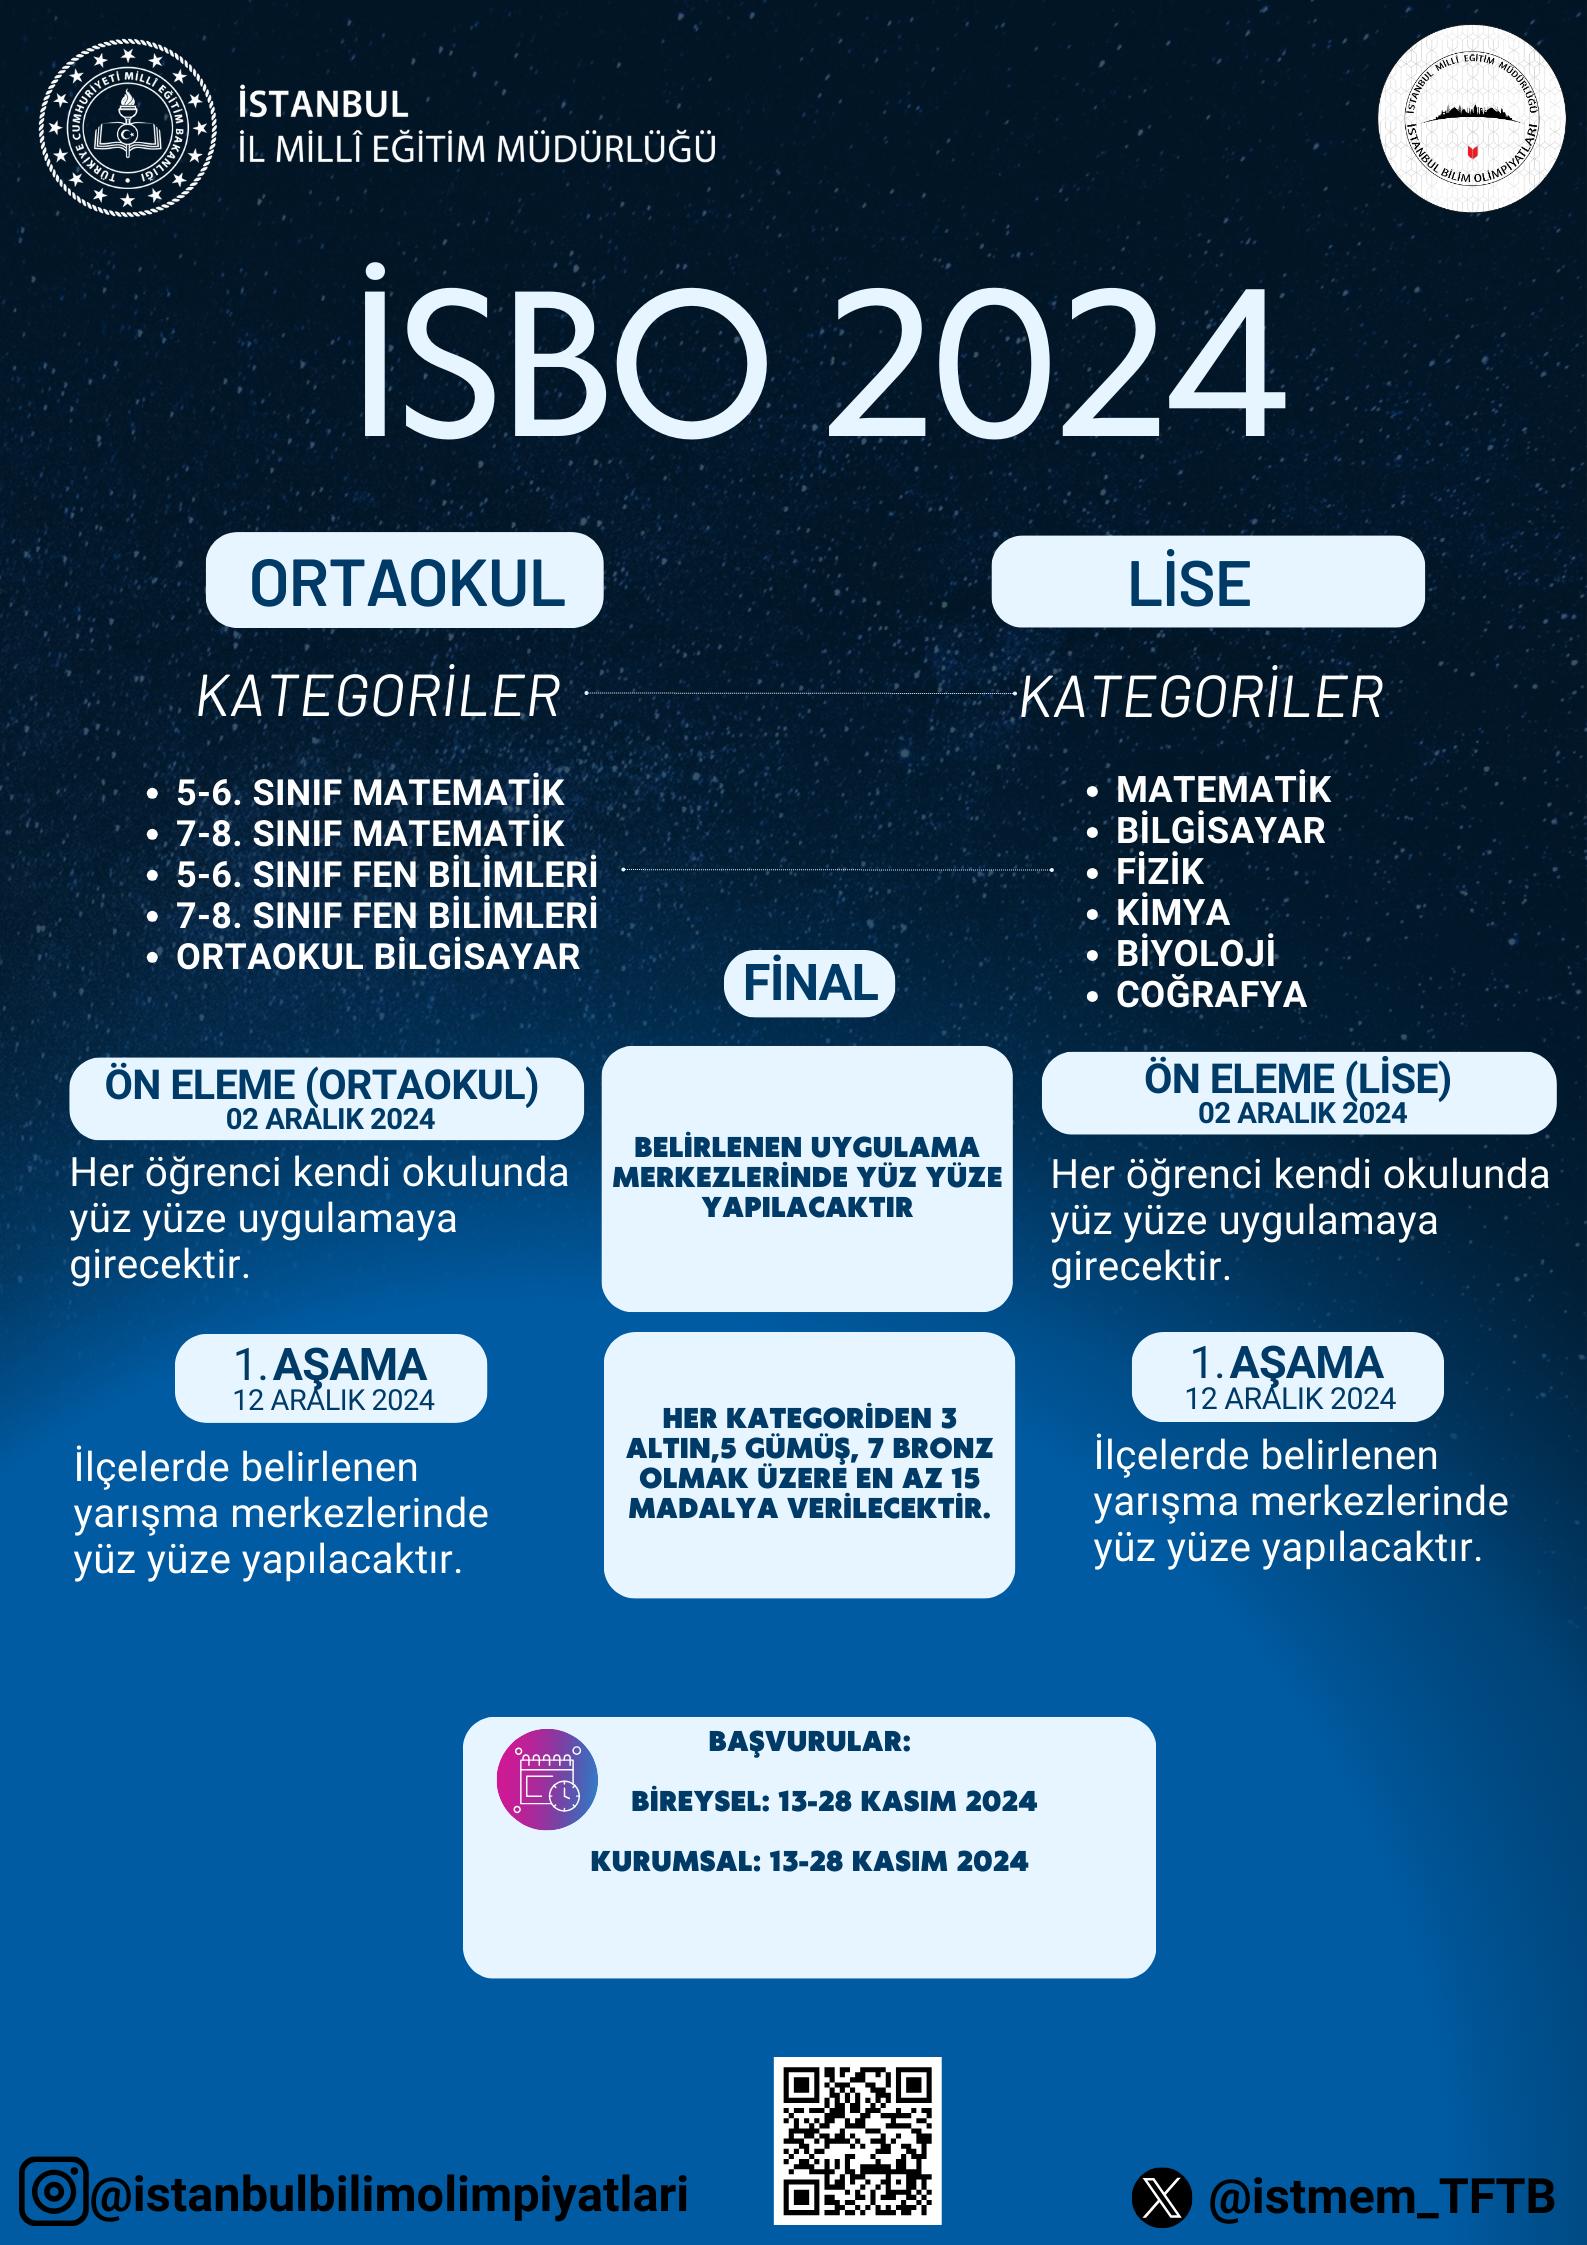 TÜRKİYE CUMHURİYETİ MİLLÎ EĞİTİM BAKANLIĞI
İSTANBUL
İL MİLLÎ EĞİTİM MÜDÜRLÜĞÜ
İSTANBUL MİLLİ EĞİTİM MÜDÜRLÜĞÜ
İSTANBUL BİLİM OLİMPİYATLARI
İSBO 2024
ORTAOKUL
KATEGORİLER
• 5-6. SINIF MATEMATİK
• 7-8. SINIF MATEMATİK
• 5-6. SINIF FEN BİLİMLERİ
• 7-8. SINIF FEN BİLİMLERİ
• ORTAOKUL BİLGİSAYAR
LİSE
KATEGORİLER
• MATEMATİK
• BİLGİSAYAR
• FİZİK
• KİMYA
• BİYOLOJİ
• COĞRAFYA
ÖN ELEME (ORTAOKUL)
02 ARALIK 2024
Her öğrenci kendi okulunda
yüz yüze uygulamaya
girecektir.
1. AŞAMA
12 ARALIK 2024
İlçelerde belirlenen
yarışma merkezlerinde
yüz yüze yapılacaktır.
FİNAL
BELİRLENEN UYGULAMA
MERKEZLERİNDE YÜZ YÜZE
YAPILACAKTIR
HER KATEGORİDEN 3
ALTIN,5 GÜMÜŞ, 7 BRONZ
OLMAK ÜZERE EN AZ 15
MADALYA VERİLECEKTİR.
ÖN ELEME (LİSE)
02 ARALIK 2024
Her öğrenci kendi okulunda
yüz yüze uygulamaya
girecektir.
1. AŞAMA
12 ARALIK 2024
İlçelerde belirlenen
yarışma merkezlerinde
yüz yüze yapılacaktır.
BAŞVURULAR:
BİREYSEL: 13-28 KASIM 2024
KURUMSAL: 13-28 KASIM 2024
@istanbulbilimolimpiyatlari
@istmem_TFTB